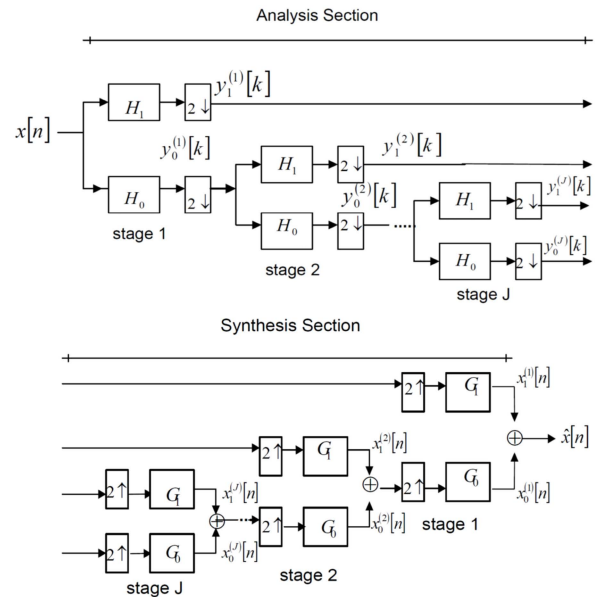 Analysis Section
y₁⁽¹⁾[k]
H₁
2 ↓
x[n]
y₀⁽¹⁾[k]
y₁⁽²⁾[k]
H₁
2 ↓
H₀
2 ↓
y₀⁽²⁾[k]
y₁⁽ᴶ⁾[k]
H₁
2 ↓
stage 1
H₀
2 ↓
y₀⁽ᴶ⁾[k]
H₀
2 ↓
stage 2
stage J
Synthesis Section
2↑
G₁
x₁⁽¹⁾[n]
2↑
G₁
x₁⁽²⁾[n]
x̂[n]
2↑
G₁
x₁⁽ᴶ⁾[n]
2↑
G₀
x₀⁽¹⁾[n]
2↑
G₀
x₀⁽²⁾[n]
stage 1
2↑
G₀
x₀⁽ᴶ⁾[n]
stage J
stage 2